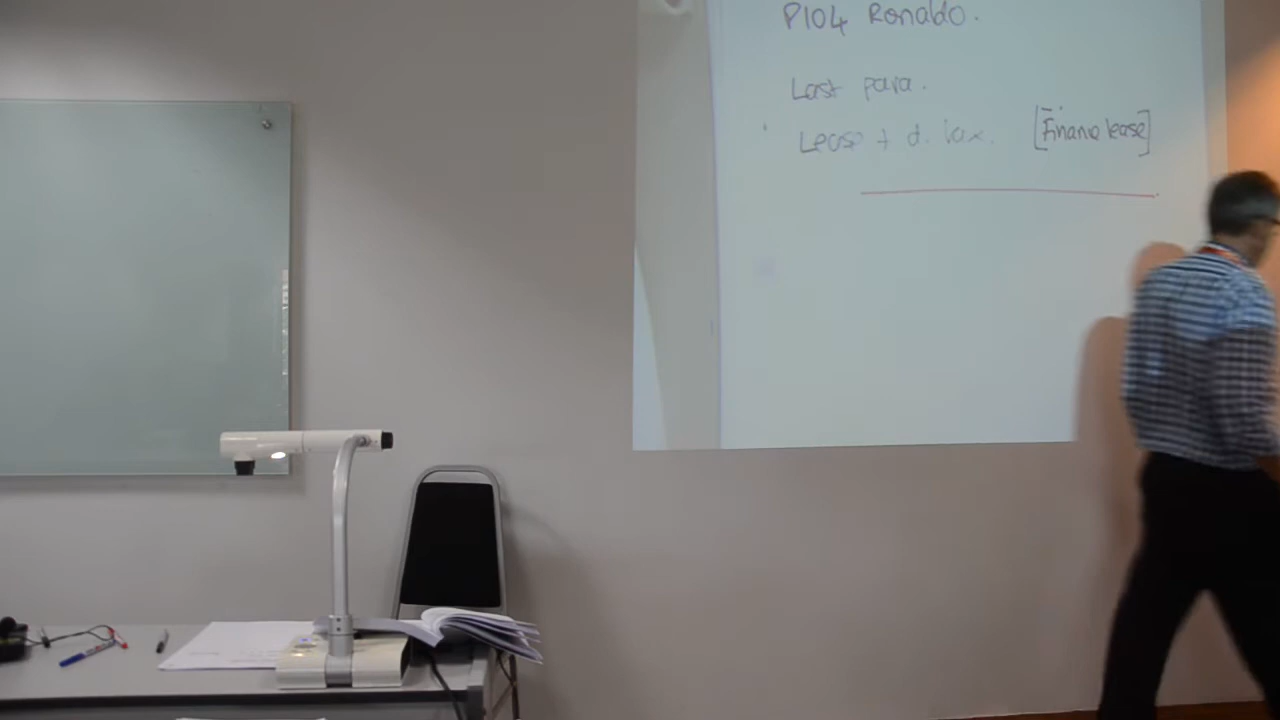 P104 Ronaldo.
Last para.
Lease + d. tax. [Finance lease]